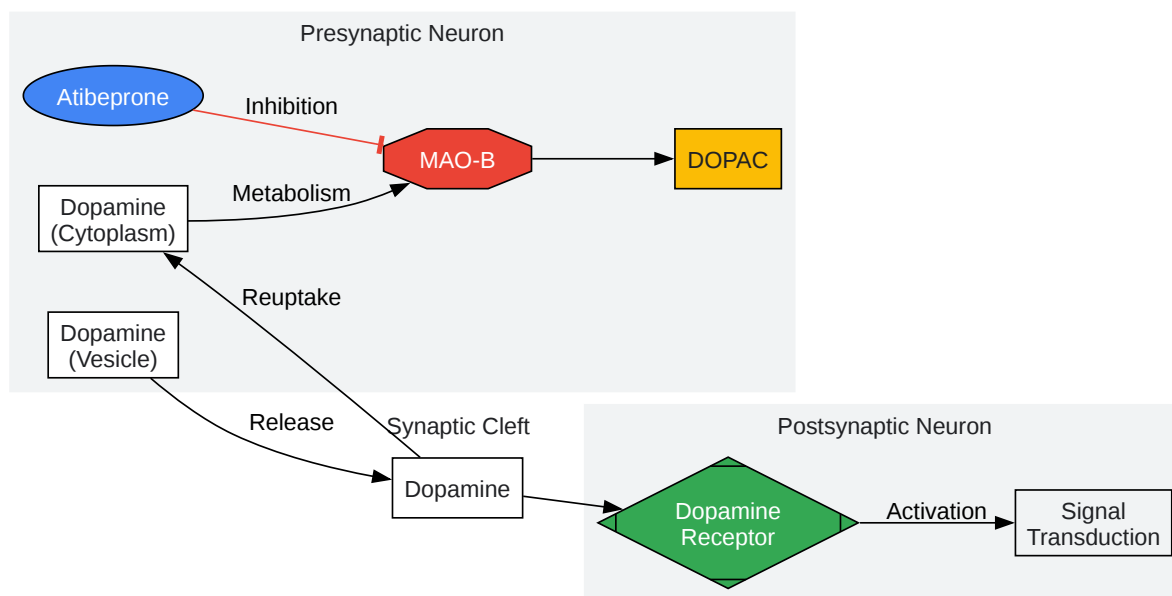 Presynaptic Neuron
Atibeprone
Inhibition
MAO-B
DOPAC
Metabolism
Dopamine
(Cytoplasm)
Reuptake
Dopamine
(Vesicle)
Release
Synaptic Cleft
Dopamine
Postsynaptic Neuron
Dopamine
Receptor
Activation
Signal
Transduction